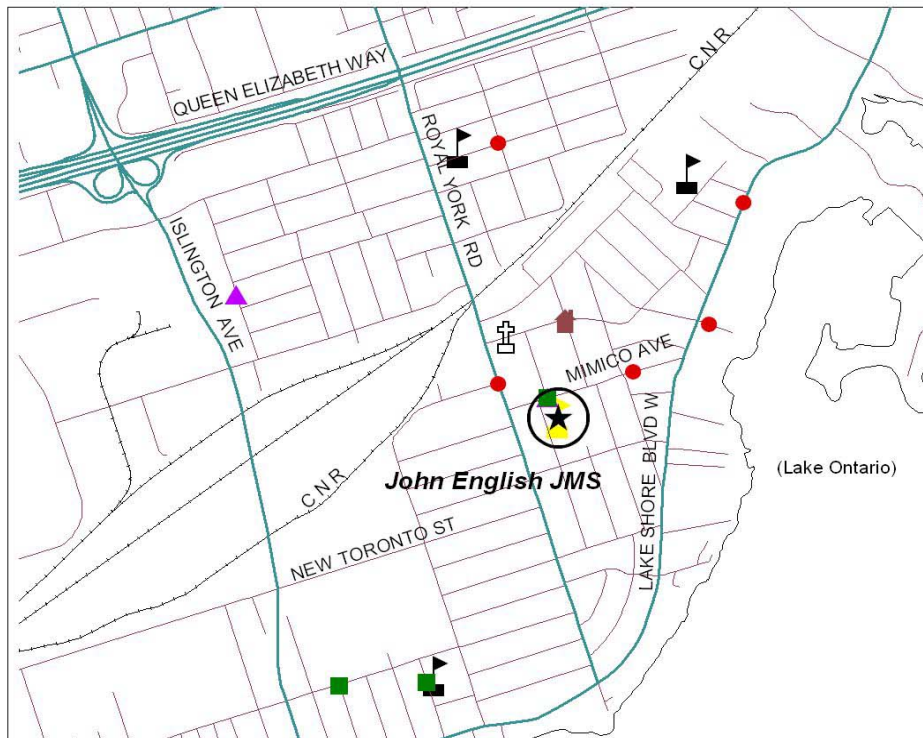 QUEEN ELIZABETH WAY
C N R
ROYAL YORK RD
ISLINGTON AVE
MIMICO AVE
LAKE SHORE BLVD W
(Lake Ontario)
John English JMS
C N R
NEW TORONTO ST